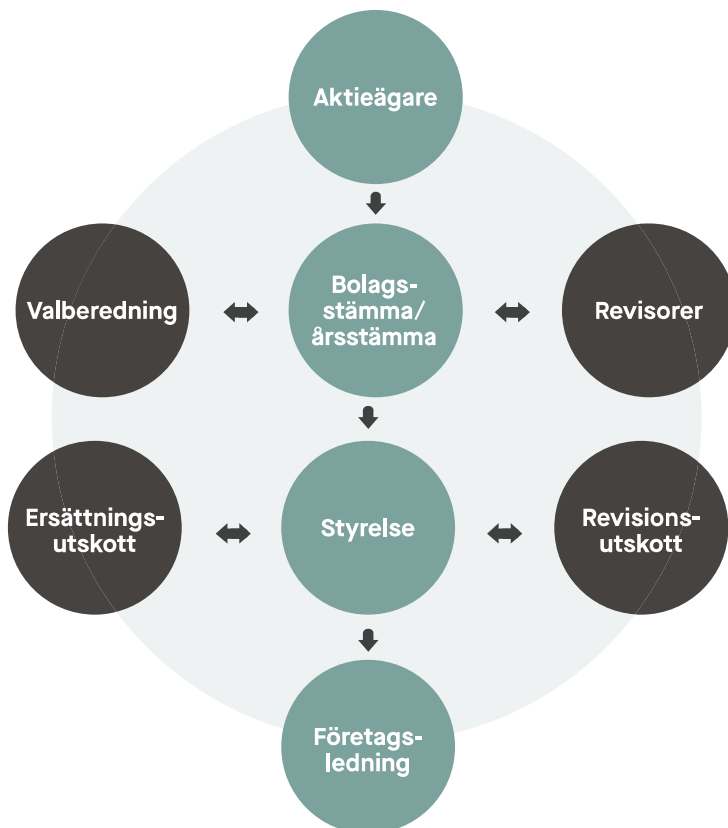 Aktieägare
Valberedning
Bolags-
stämma/
årsstämma
Revisorer
Ersättnings-
utskott
Styrelse
Revisions-
utskott
Företags-
ledning